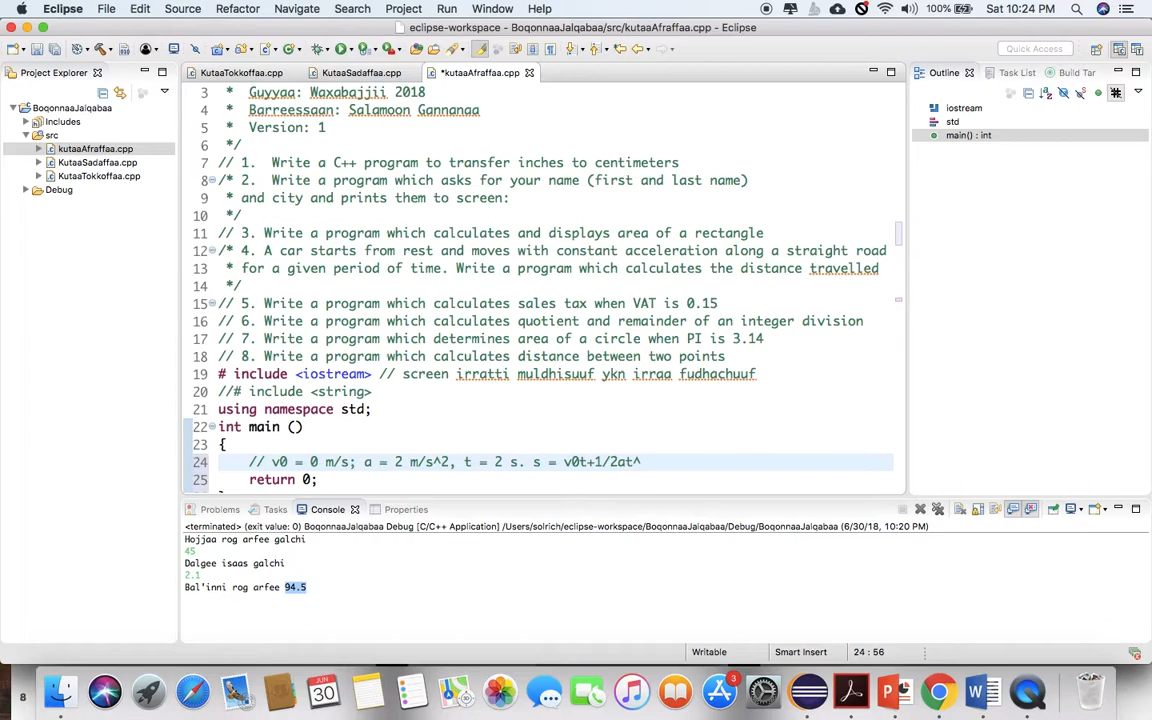 Eclipse File Edit Source Refactor Navigate Search Project Run Window Help 100% Sat 10:24 PM
eclipse-workspace - BoqonnaaJalqabaa/src/kutaaAfraffaa.cpp - Eclipse
Quick Access
Project Explorer
KutaaTokkoffaa.cpp KutaaSadaffaa.cpp *kutaaAfraffaa.cpp
Outline Task List Build Tar
BoqonnaaJalqabaa
Includes
src
kutaaAfraffaa.cpp
KutaaSadaffaa.cpp
KutaaTokkoffaa.cpp
Debug
3 * Guyyaa: Waxabajjii 2018
4 * Barreessaan: Salamoon Gannanaa
5 * Version: 1
6 */
7 // 1. Write a C++ program to transfer inches to centimeters
8 /* 2. Write a program which asks for your name (first and last name)
9 * and city and prints them to screen:
10 */
11 // 3. Write a program which calculates and displays area of a rectangle
12 /* 4. A car starts from rest and moves with constant acceleration along a straight road
13 * for a given period of time. Write a program which calculates the distance travelled
14 */
15 // 5. Write a program which calculates sales tax when VAT is 0.15
16 // 6. Write a program which calculates quotient and remainder of an integer division
17 // 7. Write a program which determines area of a circle when PI is 3.14
18 // 8. Write a program which calculates distance between two points
19 # include <iostream> // screen irratti muldhisuuf ykn irraa fudhachuuf
20 //# include <string>
21 using namespace std;
22 int main ()
23 {
24 // v0 = 0 m/s; a = 2 m/s^2, t = 2 s. s = v0t+1/2at^
25 return 0;
iostream
std
main() : int
Problems Tasks Console Properties
<terminated> (exit value: 0) BoqonnaaJalqabaa Debug [C/C++ Application] /Users/solrich/eclipse-workspace/BoqonnaaJalqabaa/Debug/BoqonnaaJalqabaa (6/30/18, 10:20 PM)
Hojjaa rog arfee galchi
45
Dalgee isaas galchi
2.1
Bal'inni rog arfee 94.5
Writable Smart Insert 24 : 56
8
JUN
30
3